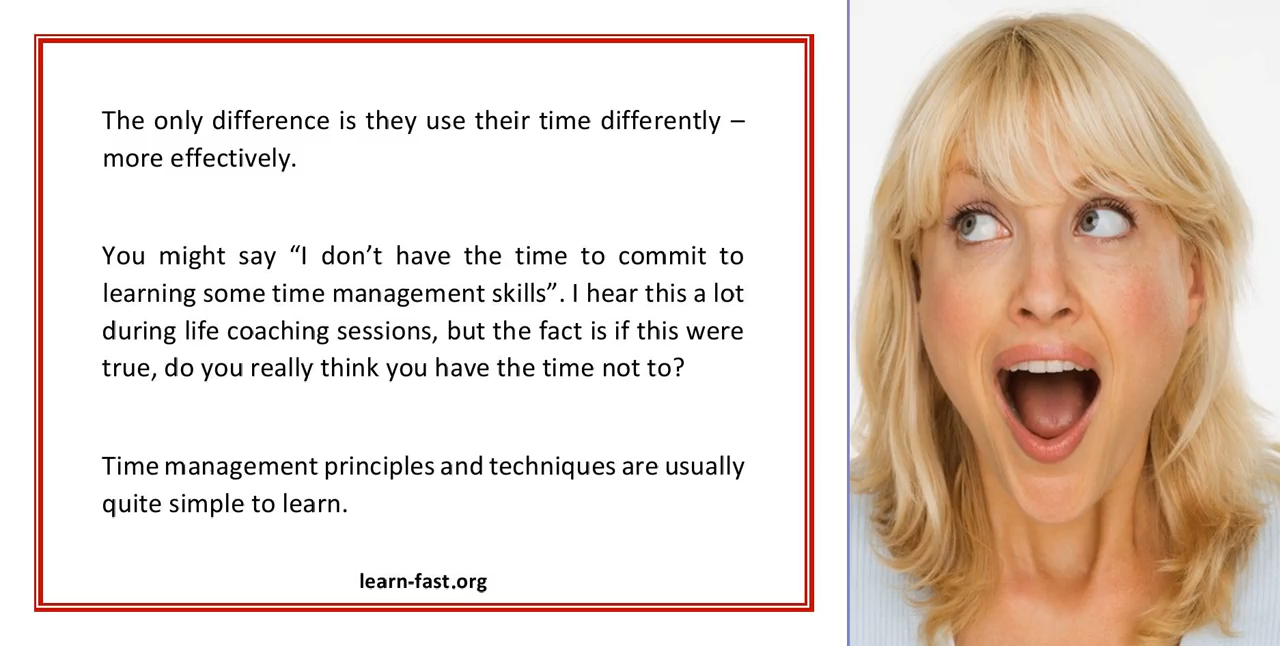 The only difference is they use their time differently –
more effectively.
You might say “I don’t have the time to commit to
learning some time management skills”. I hear this a lot
during life coaching sessions, but the fact is if this were
true, do you really think you have the time not to?
Time management principles and techniques are usually
quite simple to learn.
learn-fast.org